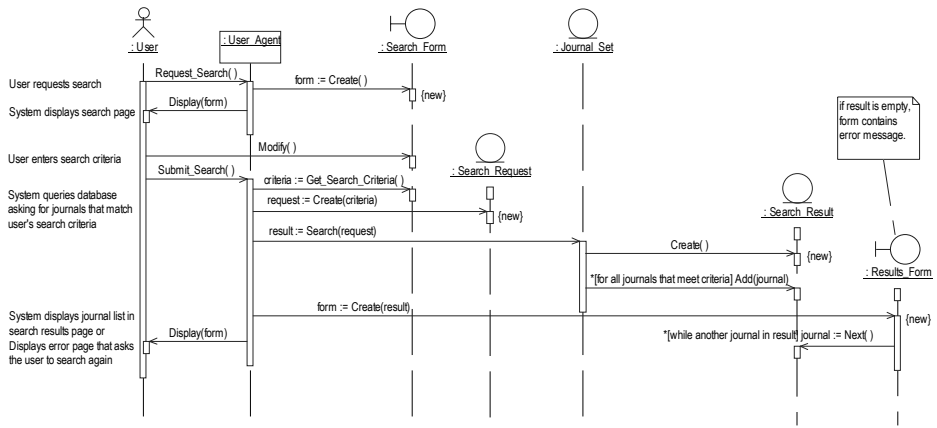 : User
: User_Agent
: Search_Form
: Journal_Set
User requests search
Request_Search( )
form := Create( )
{new}
System displays search page
Display(form)
if result is empty,
form contains
error message.
User enters search criteria
Modify( )
: Search_Request
Submit_Search( )
System queries database
asking for journals that match
user's search criteria
criteria := Get_Search_Criteria( )
request := Create(criteria)
{new}
: Search_Result
result := Search(request)
Create( )
{new}
: Results_Form
*[for all journals that meet criteria] Add(journal)
form := Create(result)
{new}
System displays journal list in
search results page or
Displays error page that asks
the user to search again
Display(form)
*[while another journal in result] journal := Next( )